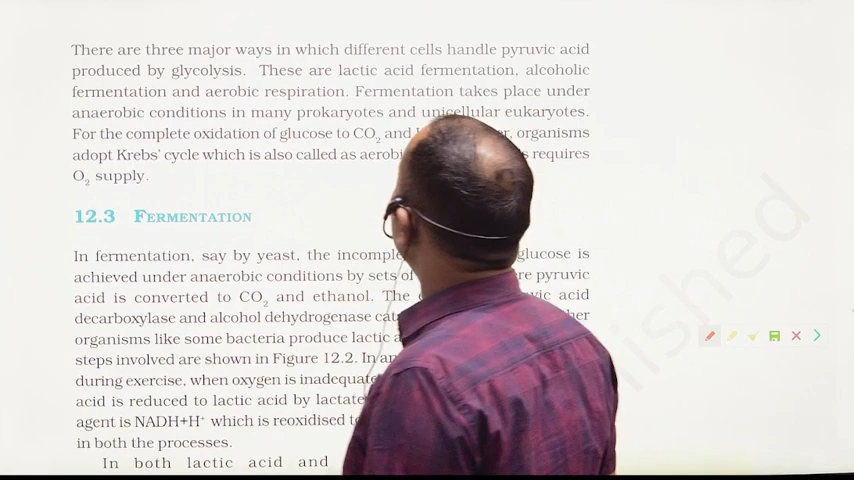 There are three major ways in which different cells handle pyruvic acid
produced by glycolysis. These are lactic acid fermentation, alcoholic
fermentation and aerobic respiration. Fermentation takes place under
anaerobic conditions in many prokaryotes and unicellular eukaryotes.
For the complete oxidation of glucose to CO₂ and organisms
adopt Krebs' cycle which is also called as requires
O₂ supply.
12.3 FERMENTATION
In fermentation, say by yeast, the glucose is
achieved under anaerobic conditions by sets of pyruvic
acid is converted to CO₂ and ethanol. The acid
decarboxylase and alcohol dehydrogenase
organisms like some bacteria produce lactic
steps involved are shown in Figure 12.2. In
during exercise, when oxygen is inadequate
acid is reduced to lactic acid by
agent is NADH+H⁺ which is reoxidised
in both the processes.
In both lactic acid and